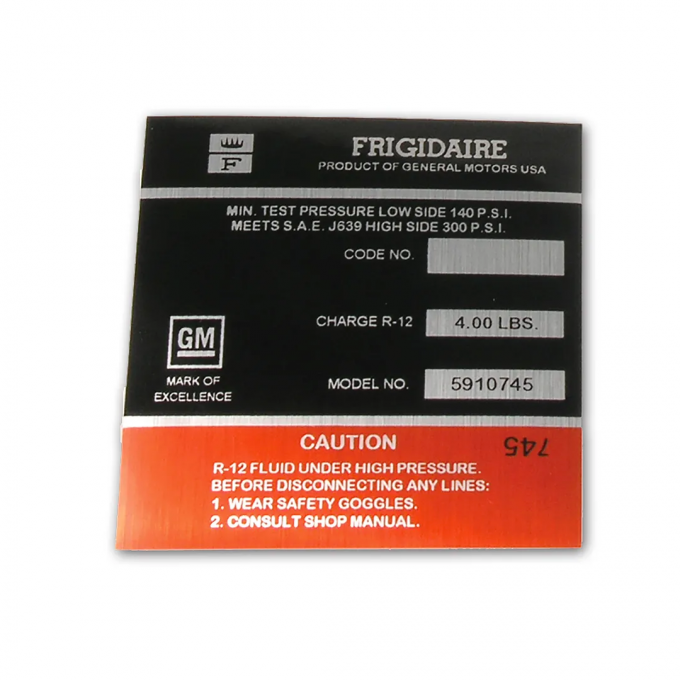 F
FRIGIDAIRE
PRODUCT OF GENERAL MOTORS USA
MIN. TEST PRESSURE LOW SIDE 140 P.S.I.
MEETS S.A.E. J639 HIGH SIDE 300 P.S.I.
CODE NO.
CHARGE R-12 4.00 LBS.
GM
MARK OF
EXCELLENCE
MODEL NO. 5910745
CAUTION
745
R-12 FLUID UNDER HIGH PRESSURE.
BEFORE DISCONNECTING ANY LINES:
1. WEAR SAFETY GOGGLES.
2. CONSULT SHOP MANUAL.